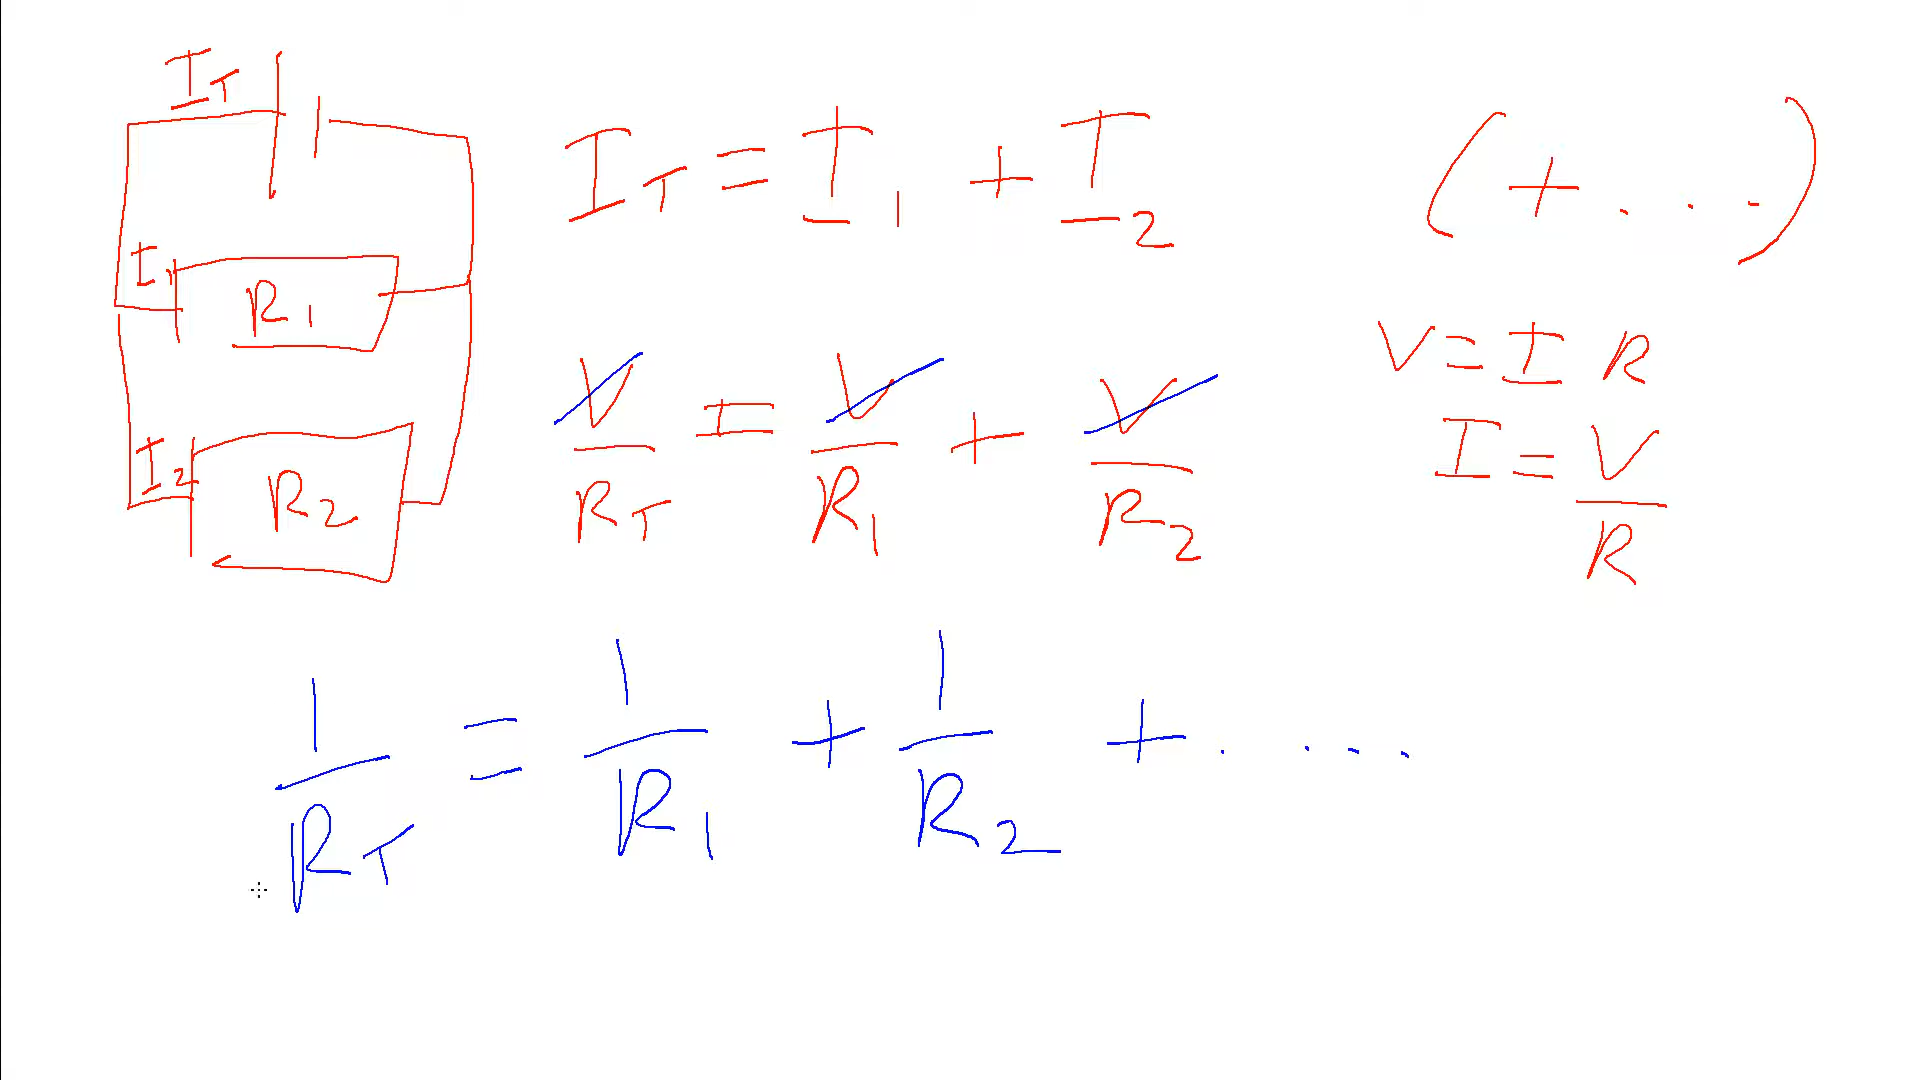 I_T
I_T = I_1 + I_2 (+ ...)
I_1
R_1
V = I R
V/R_T = V/R_1 + V/R_2
I = V/R
I_2
R_2
1/R_T = 1/R_1 + 1/R_2 + ....